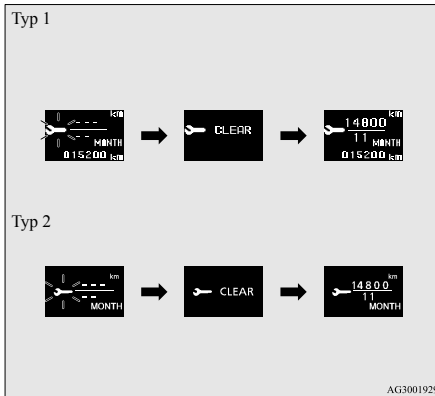 Typ 1
km
--- 
--
MONTH
015200 km
CLEAR
km
14800
11
MONTH
015200 km
Typ 2
km
---
--
MONTH
CLEAR
km
14800
11
MONTH
AG3001929